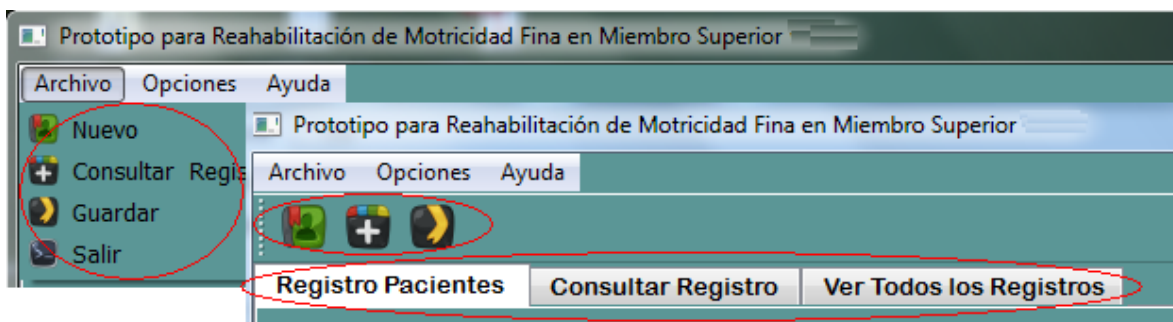 Prototipo para Reahabilitación de Motricidad Fina en Miembro Superior
Archivo Opciones Ayuda
Nuevo
Consultar Regis
Guardar
Salir
Prototipo para Reahabilitación de Motricidad Fina en Miembro Superior
Archivo Opciones Ayuda
Registro Pacientes Consultar Registro Ver Todos los Registros